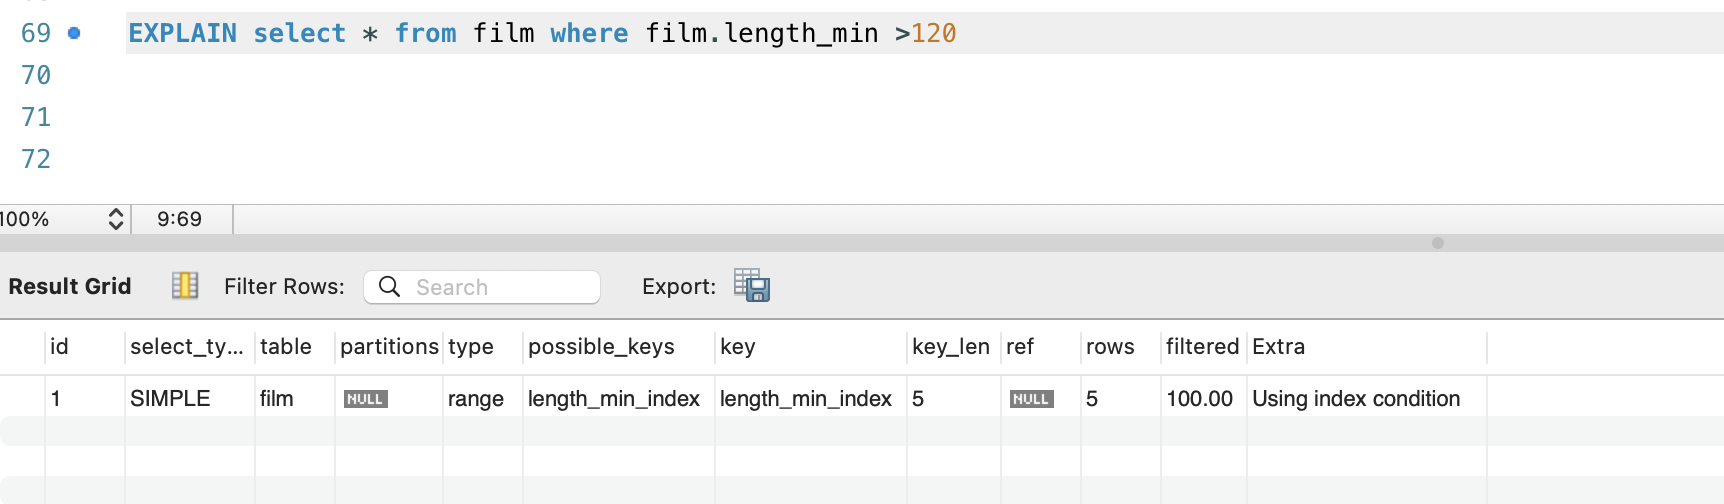 69 EXPLAIN select * from film where film.length_min >120
70
71
72
100% 9:69
Result Grid Filter Rows: Search Export:
id select_ty... table partitions type possible_keys key key_len ref rows filtered Extra
1 SIMPLE film NULL range length_min_index length_min_index 5 NULL 5 100.00 Using index condition